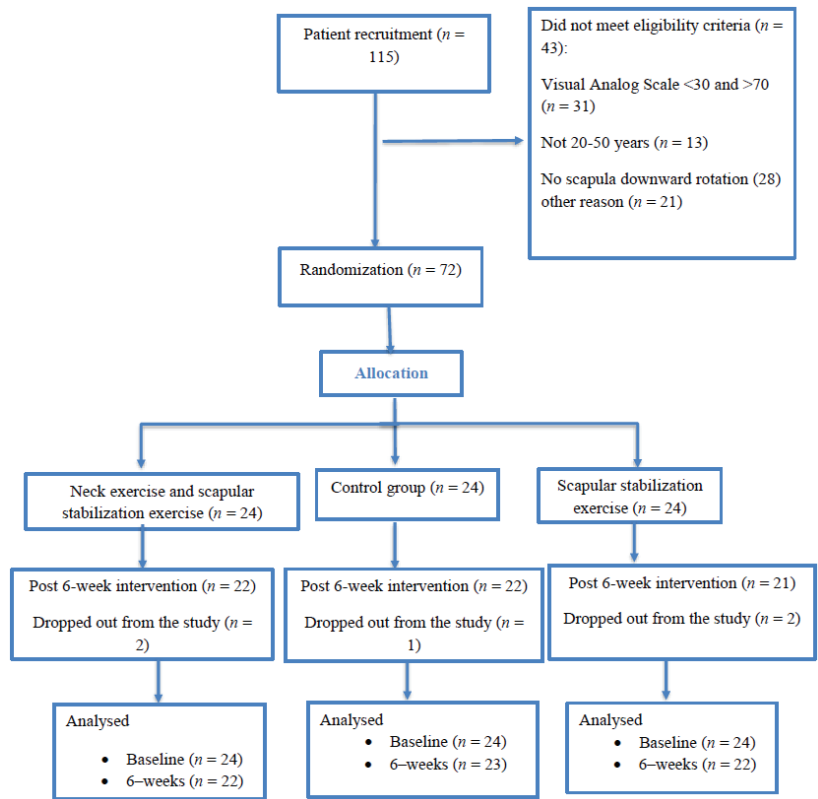 Patient recruitment (n =
115)
Did not meet eligibility criteria (n =
43):
Visual Analog Scale <30 and >70
(n = 31)
Not 20-50 years (n = 13)
No scapula downward rotation (28)
other reason (n = 21)
Randomization (n = 72)
Allocation
Neck exercise and scapular
stabilization exercise (n = 24)
Control group (n = 24)
Scapular stabilization
exercise (n = 24)
Post 6-week intervention (n = 22)
Dropped out from the study (n =
2)
Post 6-week intervention (n = 22)
Dropped out from the study (n =
1)
Post 6-week intervention (n = 21)
Dropped out from the study (n = 2)
Analysed
• Baseline (n = 24)
• 6–weeks (n = 22)
Analysed
• Baseline (n = 24)
• 6–weeks (n = 23)
Analysed
• Baseline (n = 24)
• 6–weeks (n = 22)